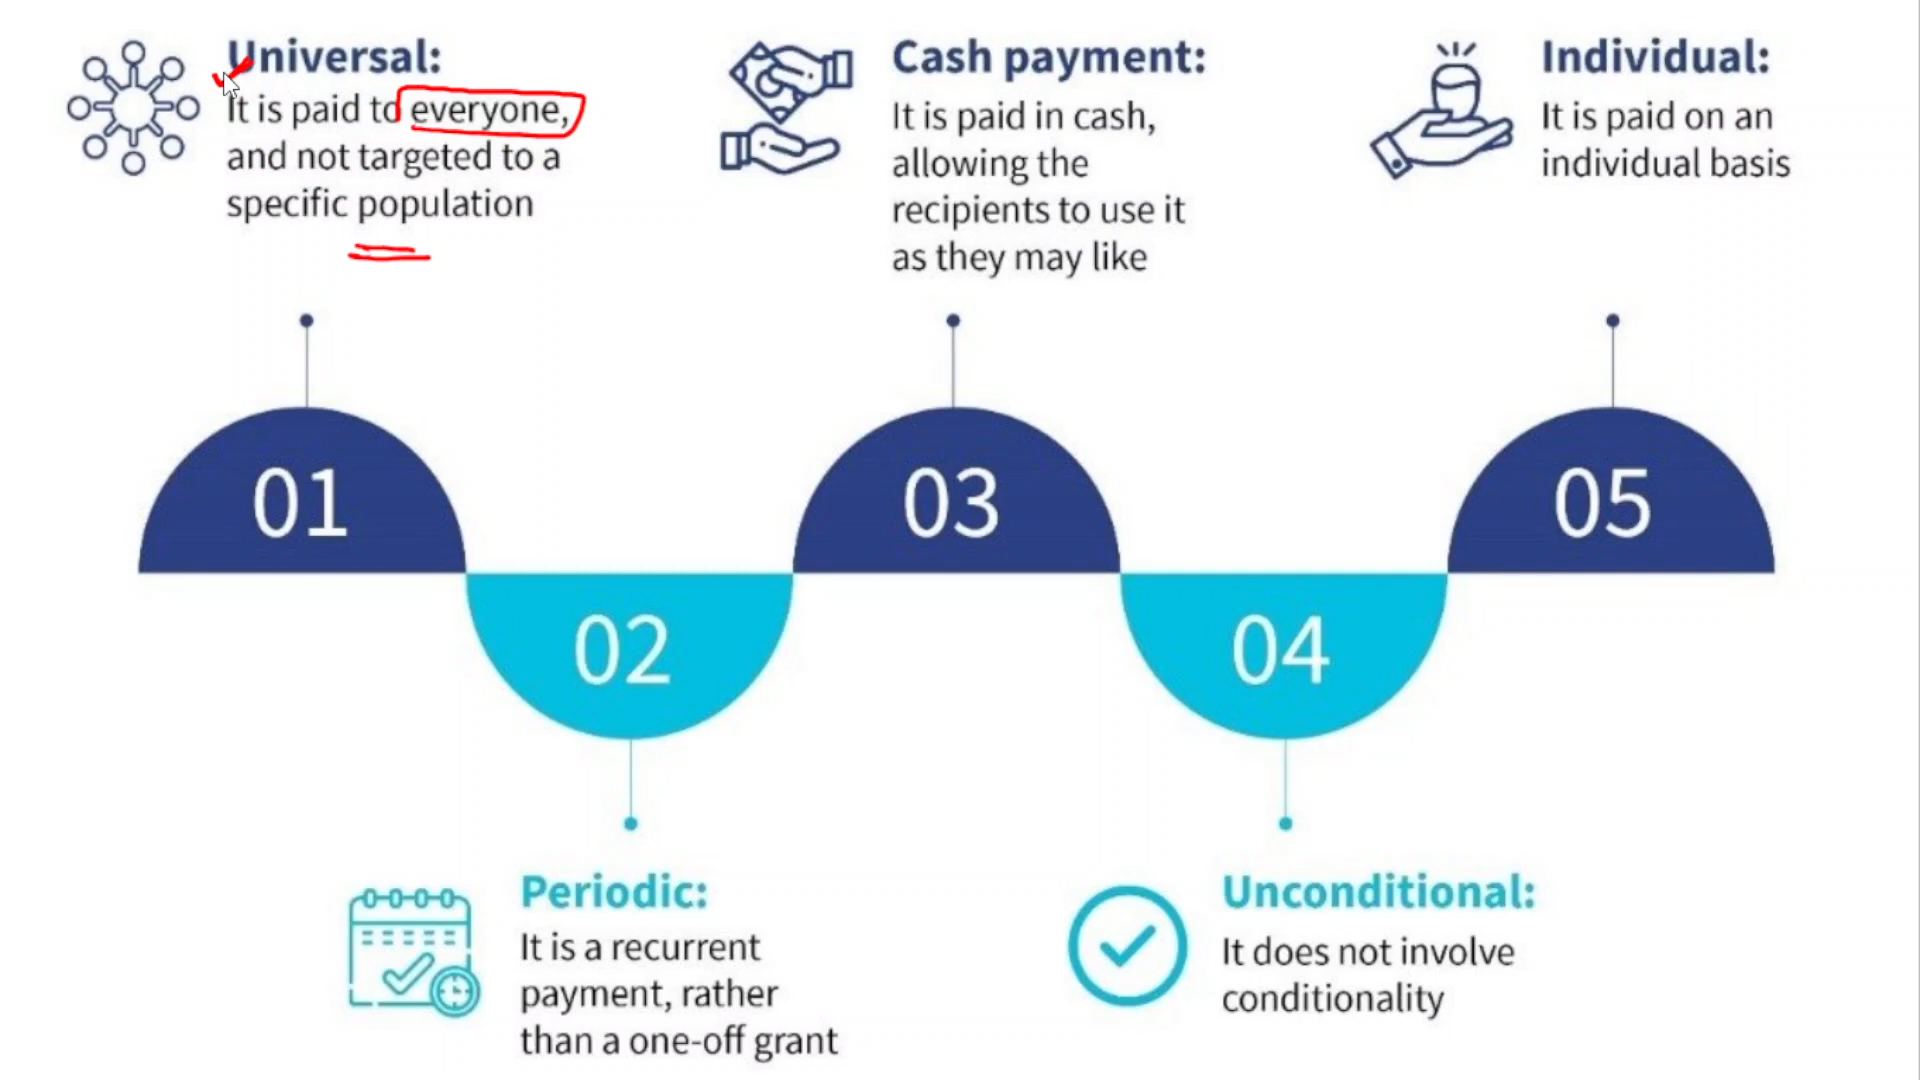 Universal:
It is paid to everyone,
and not targeted to a
specific population
Cash payment:
It is paid in cash,
allowing the
recipients to use it
as they may like
Individual:
It is paid on an
individual basis
01
02
03
04
05
Periodic:
It is a recurrent
payment, rather
than a one-off grant
Unconditional:
It does not involve
conditionality